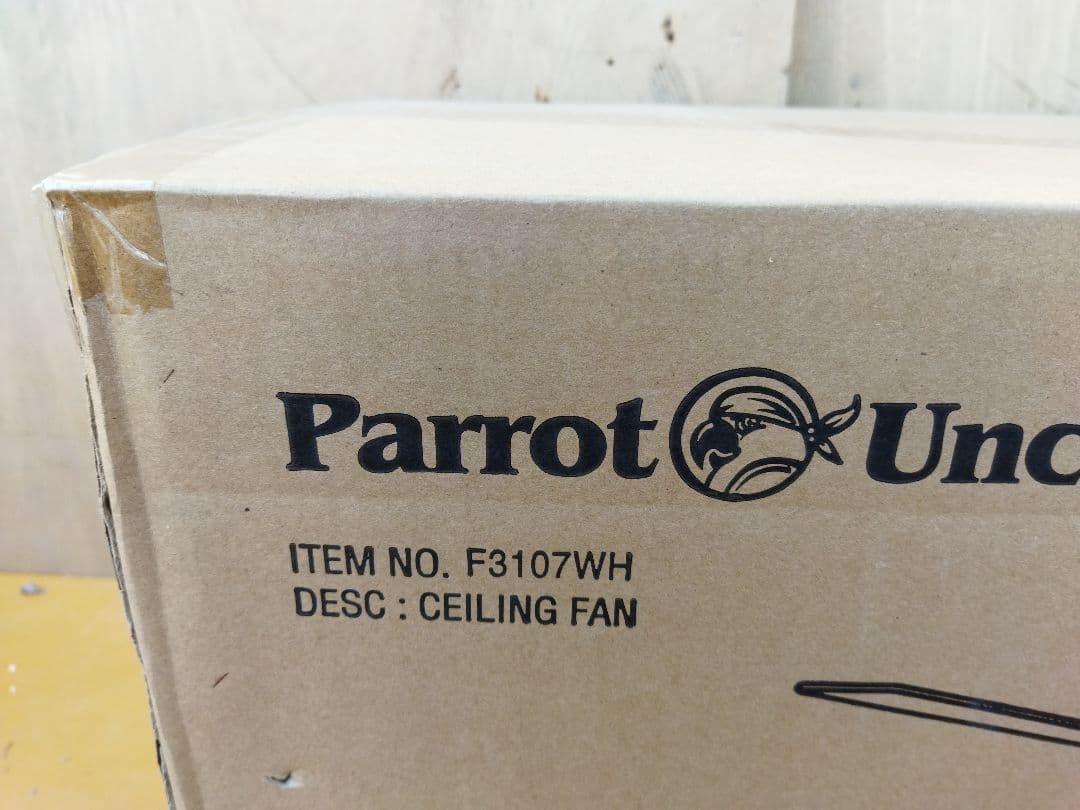 Parrot Unc
ITEM NO. F3107WH
DESC : CEILING FAN